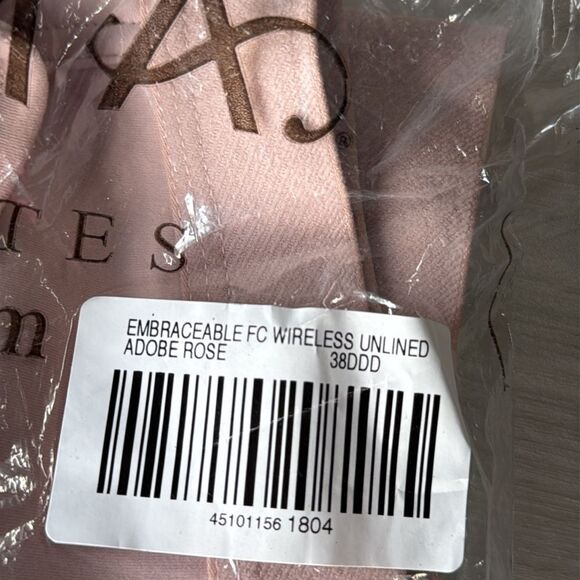 A
®
TES
m
EMBRACEABLE FC WIRELESS UNLINED
ADOBE ROSE 38DDD
45101156 1804